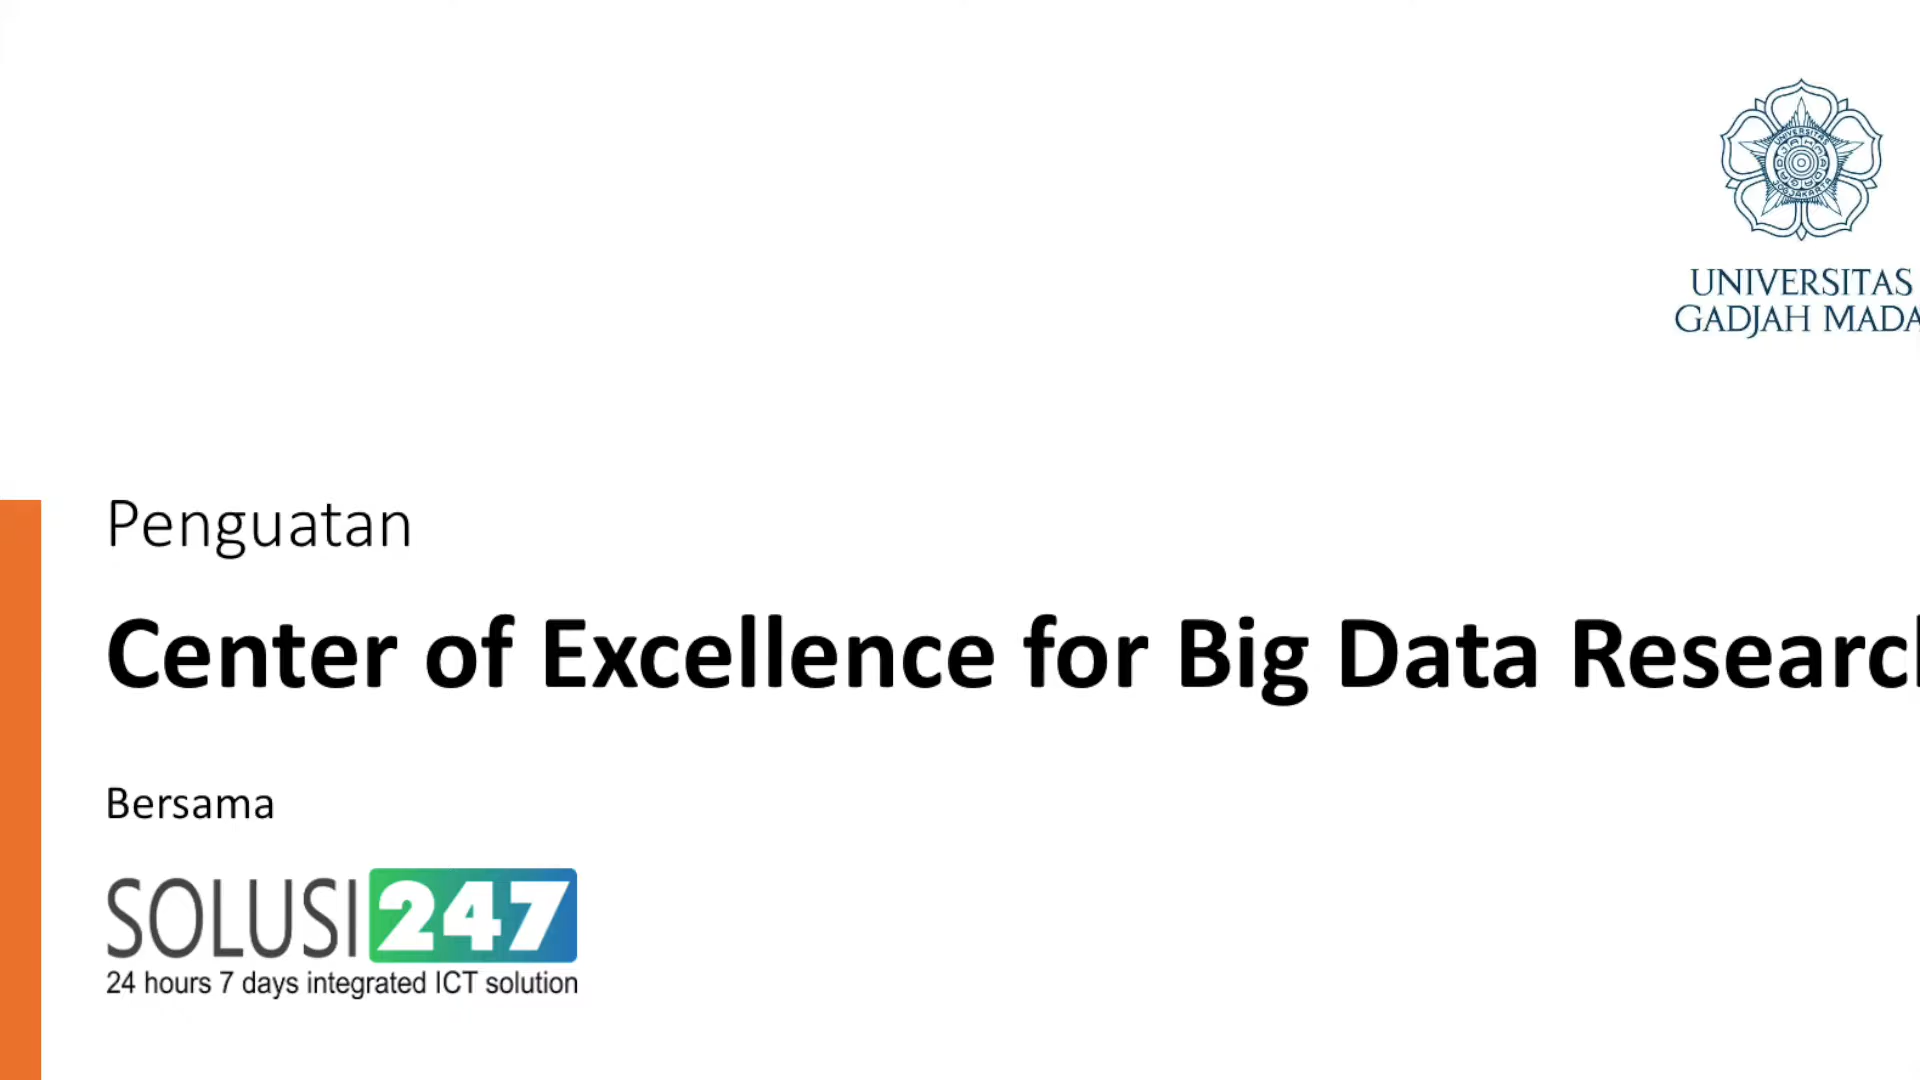 UNIVERSITAS
GADJAH MADA
Penguatan
Center of Excellence for Big Data Research
Bersama
SOLUSI247
24 hours 7 days integrated ICT solution